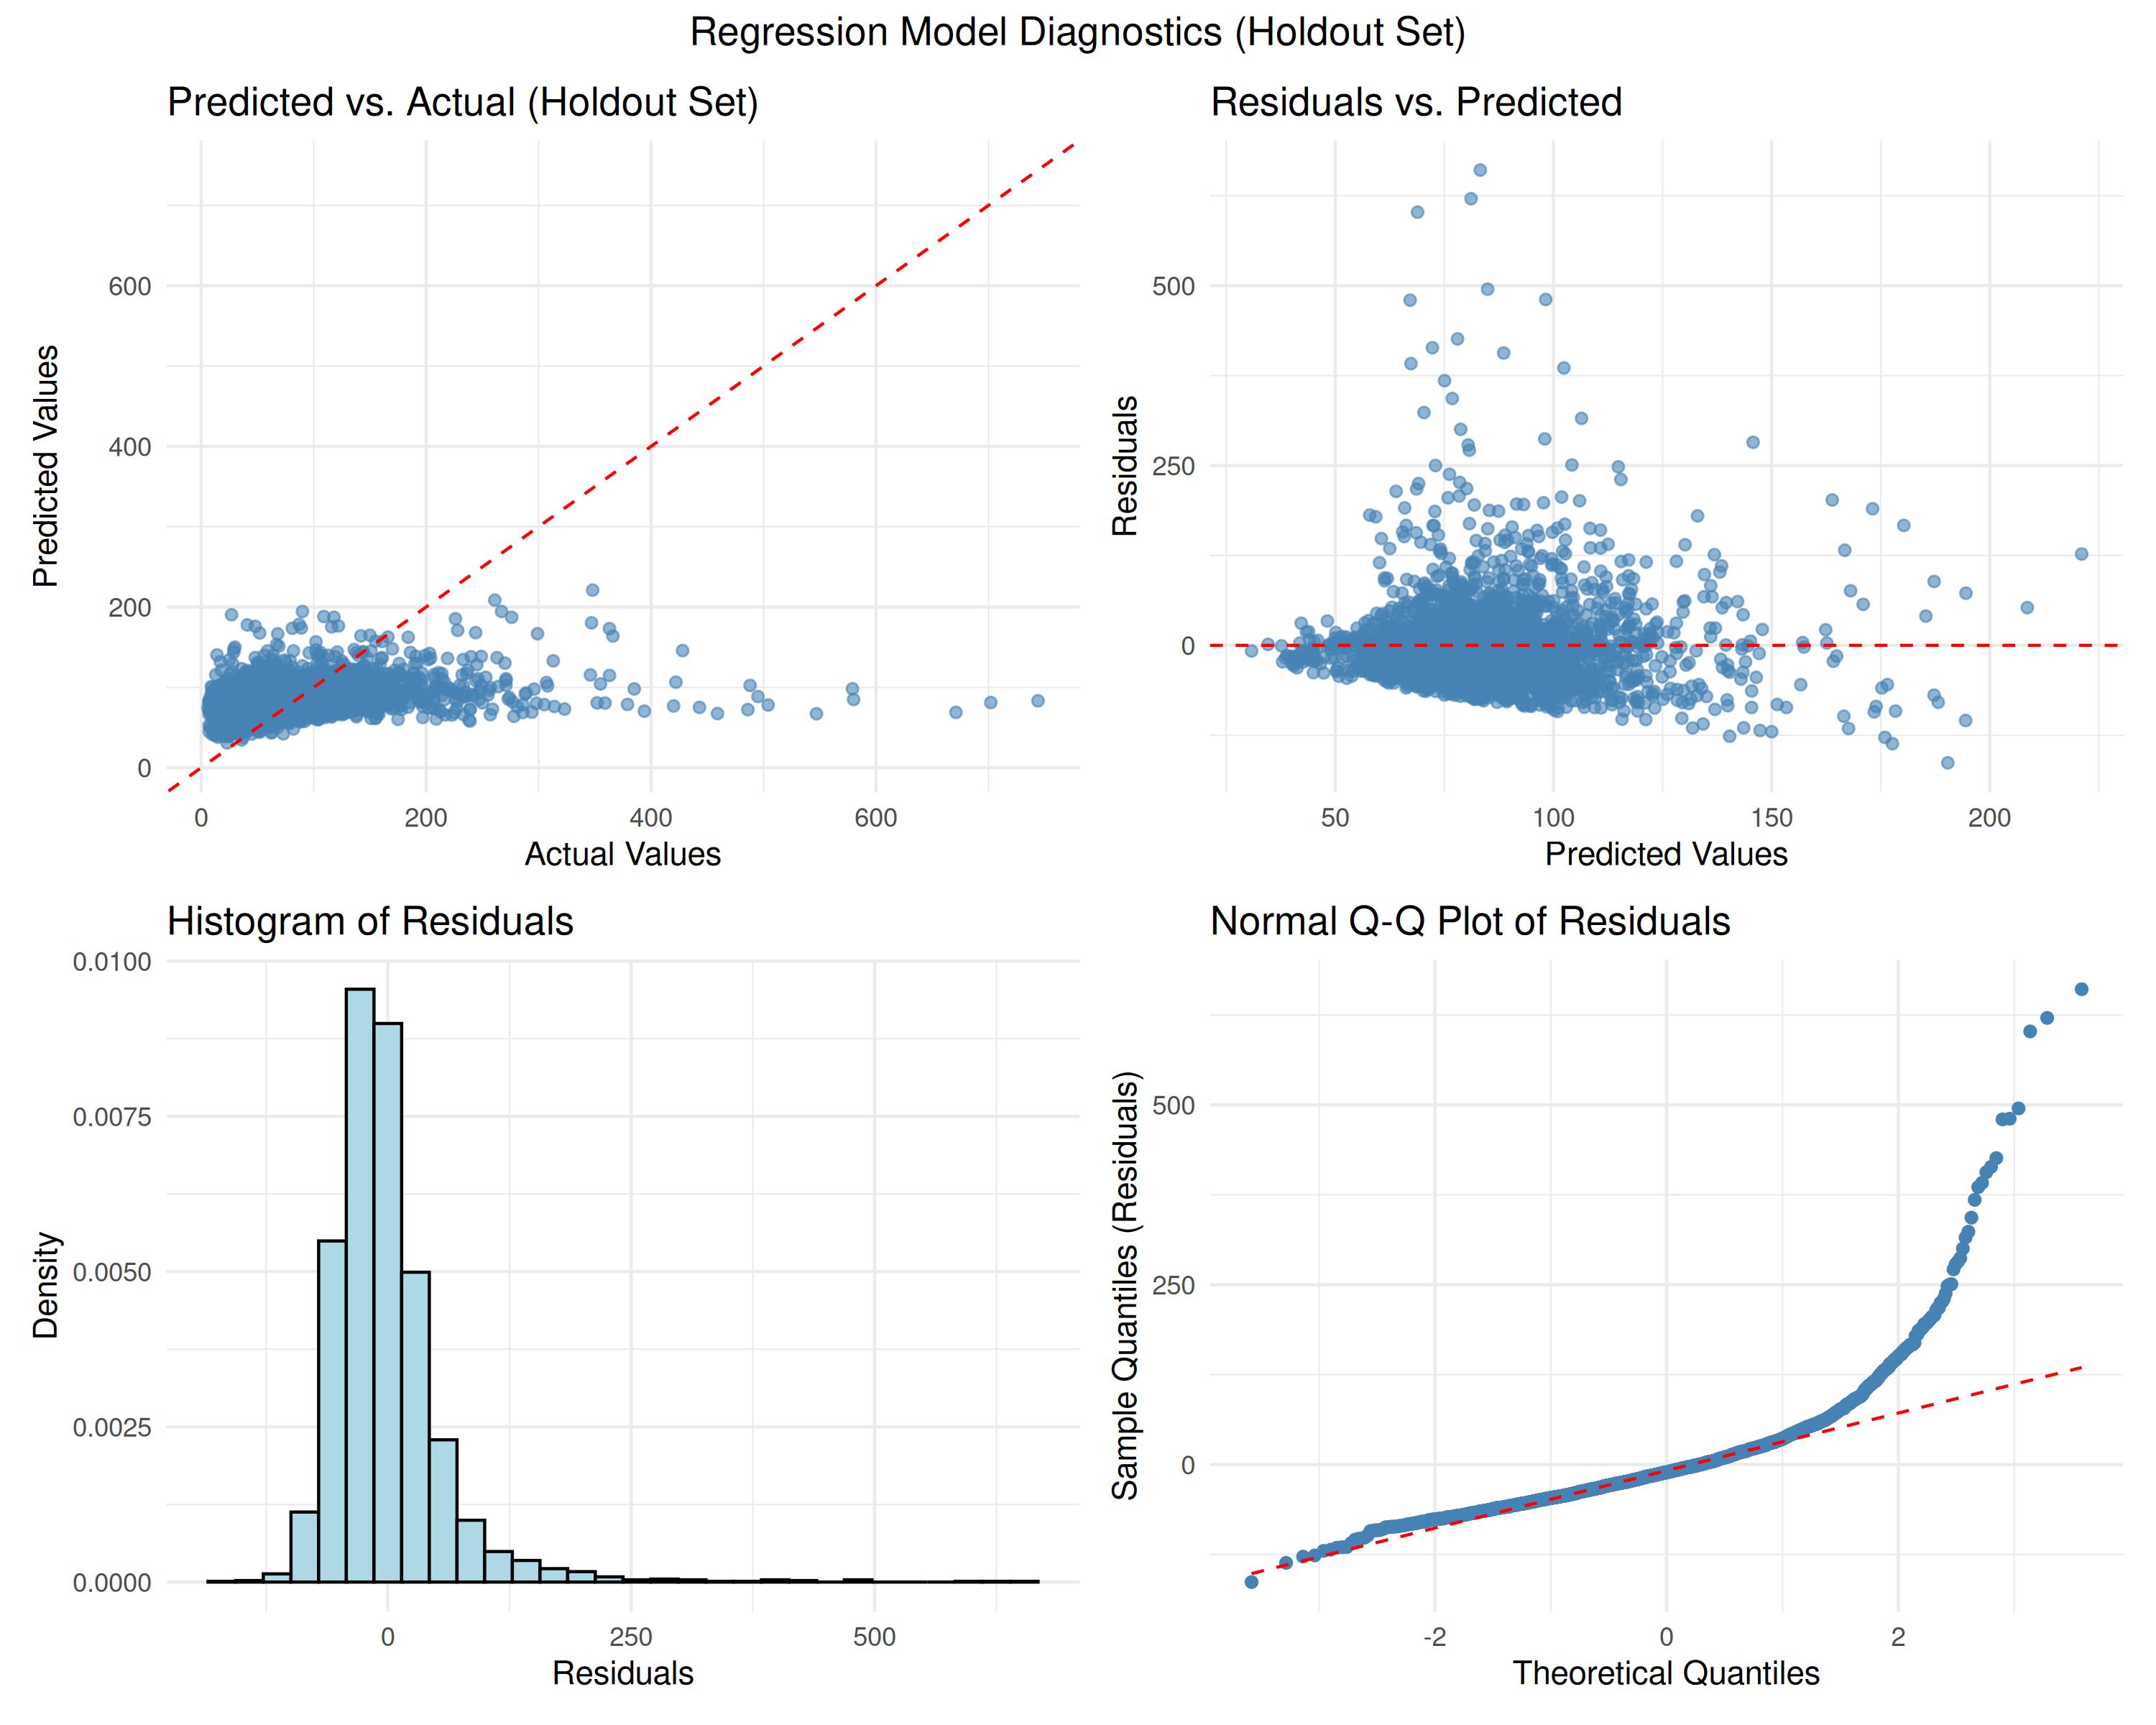 Regression Model Diagnostics (Holdout Set)
Predicted vs. Actual (Holdout Set)
Predicted Values
600
400
200
0
0 200 400 600
Actual Values
Residuals vs. Predicted
Residuals
500
250
0
50 100 150 200
Predicted Values
Histogram of Residuals
Density
0.0100
0.0075
0.0050
0.0025
0.0000
0 250 500
Residuals
Normal Q-Q Plot of Residuals
Sample Quantiles (Residuals)
500
250
0
-2 0 2
Theoretical Quantiles